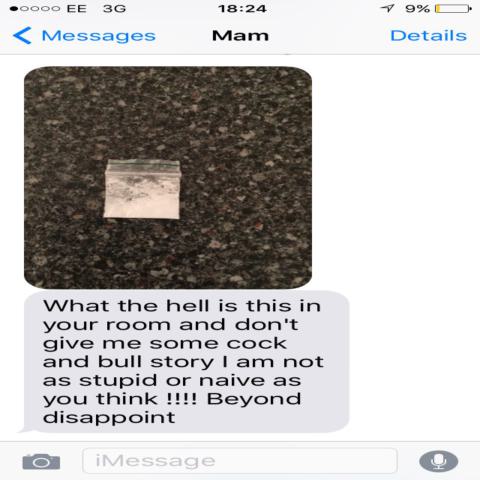 EE 3G 18:24 9%
Messages Mam Details
What the hell is this in
your room and don't
give me some cock
and bull story I am not
as stupid or naive as
you think !!!! Beyond
disappoint
iMessage